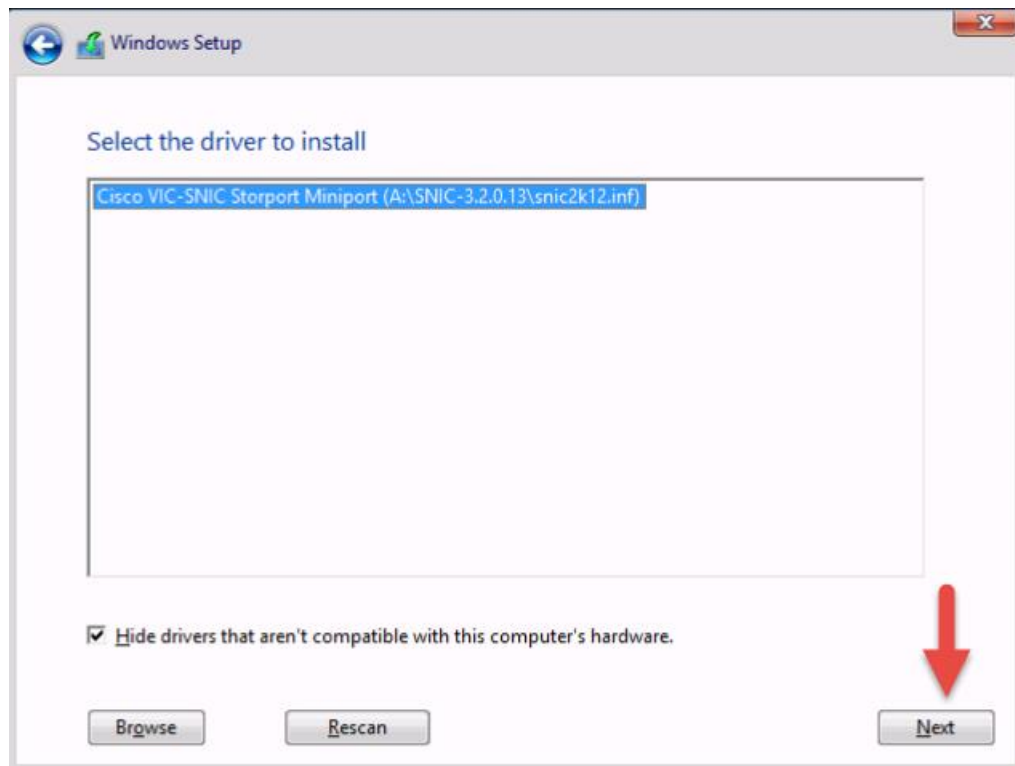 Windows Setup
Select the driver to install
Cisco VIC-SNIC Storport Miniport (A:\SNIC-3.2.0.13\snic2k12.inf)
Hide drivers that aren't compatible with this computer's hardware.
Browse Rescan Next